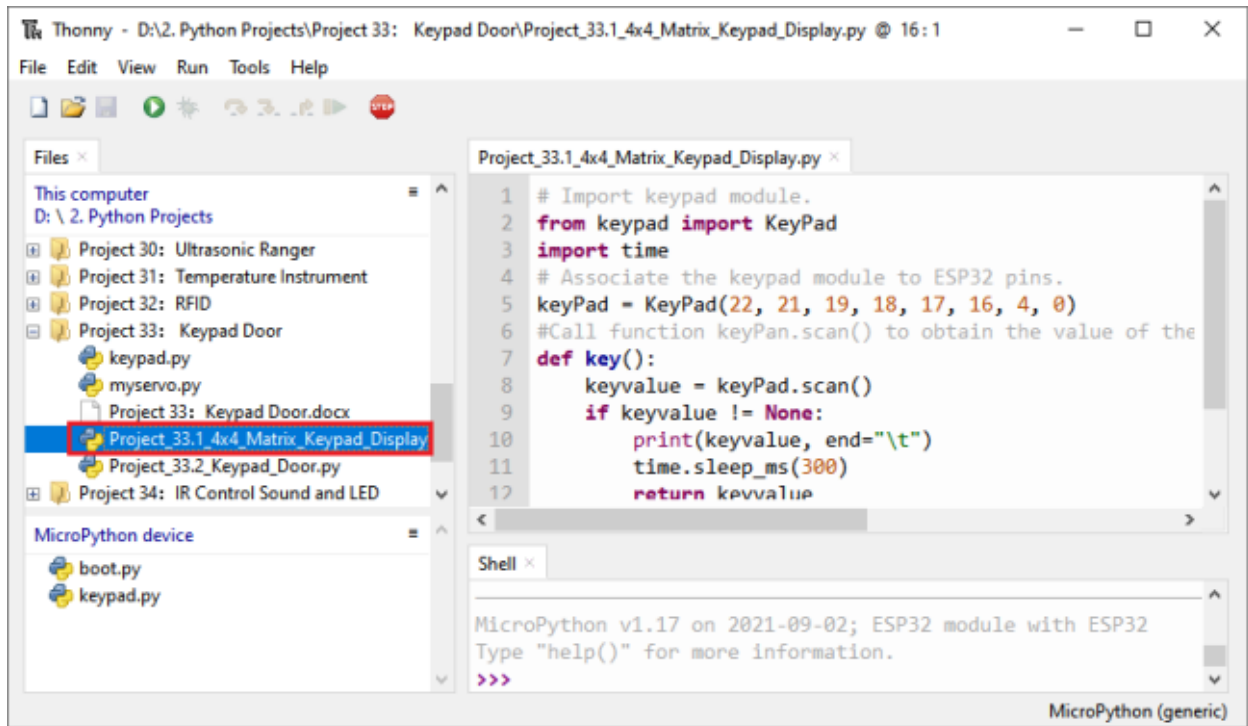 Thonny - D:\2. Python Projects\Project 33： Keypad Door\Project_33.1_4x4_Matrix_Keypad_Display.py @ 16:1
File Edit View Run Tools Help
STOP
Files
This computer
D: \ 2. Python Projects
Project 30：Ultrasonic Ranger
Project 31：Temperature Instrument
Project 32：RFID
Project 33： Keypad Door
keypad.py
myservo.py
Project 33：Keypad Door.docx
Project_33.1_4x4_Matrix_Keypad_Display
Project_33.2_Keypad_Door.py
Project 34：IR Control Sound and LED
MicroPython device
boot.py
keypad.py
Project_33.1_4x4_Matrix_Keypad_Display.py
1 # Import keypad module.
2 from keypad import KeyPad
3 import time
4 # Associate the keypad module to ESP32 pins.
5 keyPad = KeyPad(22, 21, 19, 18, 17, 16, 4, 0)
6 #Call function keyPan.scan() to obtain the value of the
7 def key():
8     keyvalue = keyPad.scan()
9     if keyvalue != None:
10         print(keyvalue, end="\t")
11         time.sleep_ms(300)
12         return keyvalue
Shell
MicroPython v1.17 on 2021-09-02; ESP32 module with ESP32
Type "help()" for more information.
>>>
MicroPython (generic)